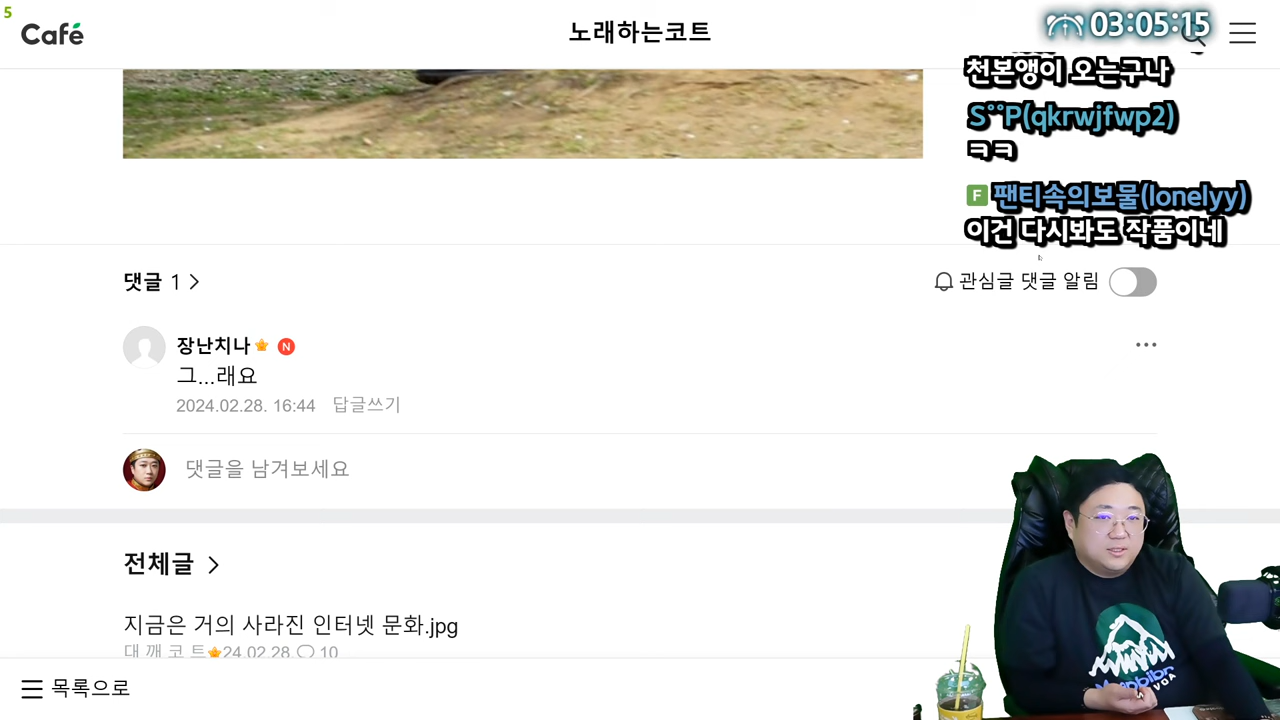 5
Café
노래하는코트
03:05:15
천본앵이 오는구나
S¨P(qkrwjfwp2)
ㅋㅋ
F 팬티속의보물(lonelyy)
이건 다시봐도 작품이네
댓글 1
관심글 댓글 알림
장난치나 N
그...래요
2024.02.28. 16:44 답글쓰기
댓글을 남겨보세요
전체글
지금은 거의 사라진 인터넷 문화.jpg
대 깨 코 트 24.02.28. 10
목록으로